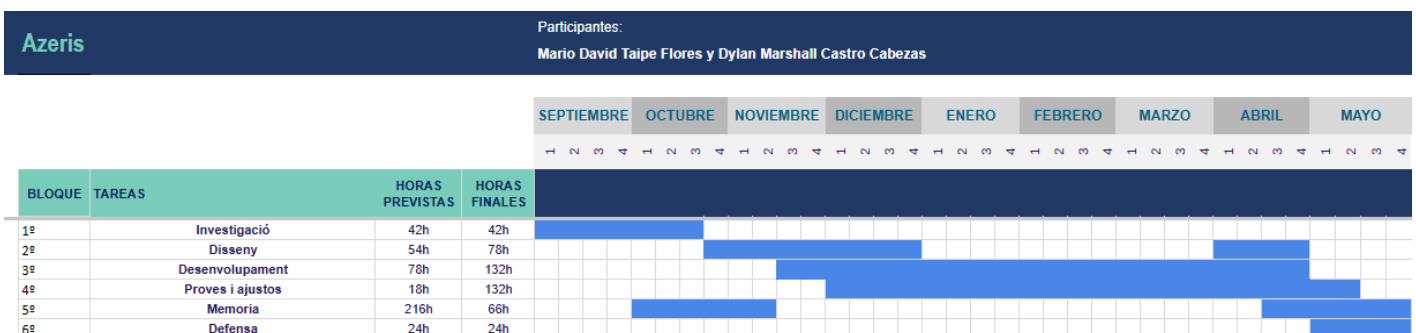 Azeris
Participantes:
Mario David Taipe Flores y Dylan Marshall Castro Cabezas
SEPTIEMBRE OCTUBRE NOVIEMBRE DICIEMBRE ENERO FEBRERO MARZO ABRIL MAYO
1 2 3 4 1 2 3 4 1 2 3 4 1 2 3 4 1 2 3 4 1 2 3 4 1 2 3 4 1 2 3 4 1 2 3 4
BLOQUE TAREAS HORAS PREVISTAS HORAS FINALES
1º Investigació 42h 42h
2º Disseny 54h 78h
3º Desenvolupament 78h 132h
4º Proves i ajustos 18h 132h
5º Memoria 216h 66h
6º Defensa 24h 24h